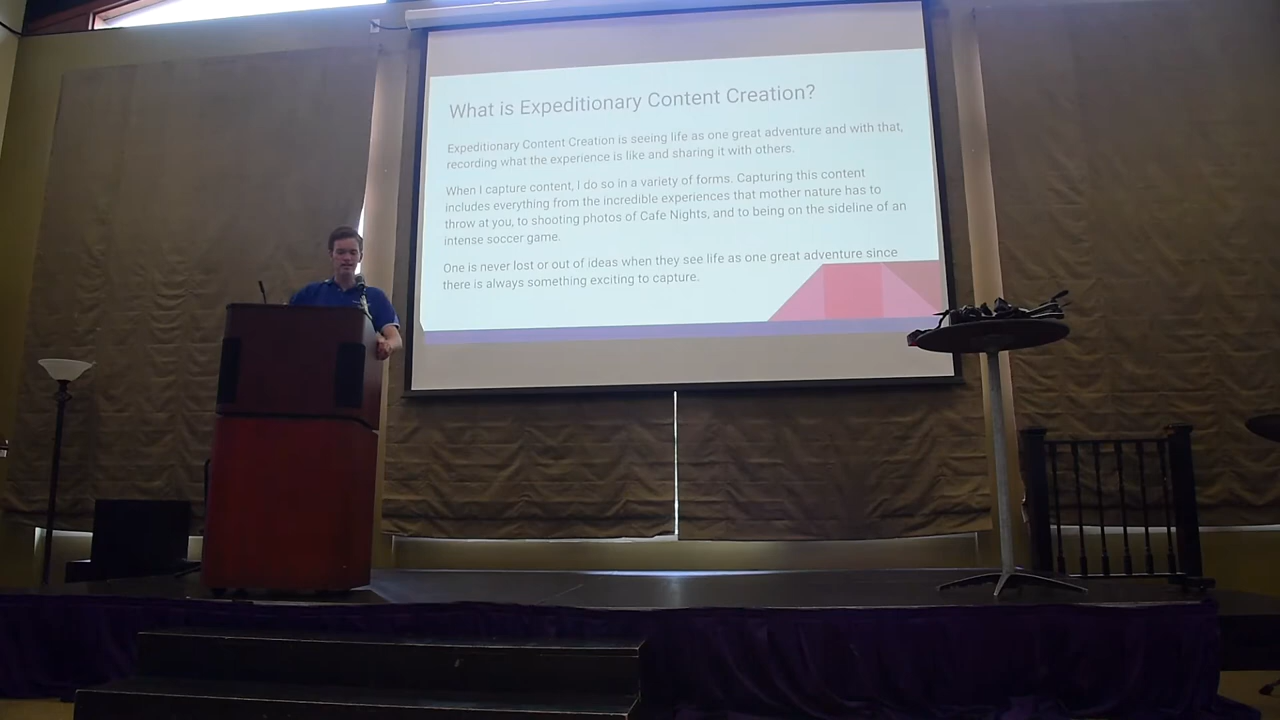 What is Expeditionary Content Creation?
Expeditionary Content Creation is seeing life as one great adventure and with that,
recording what the experience is like and sharing it with others.
When I capture content, I do so in a variety of forms. Capturing this content
includes everything from the incredible experiences that mother nature has to
throw at you, to shooting photos of Cafe Nights, and to being on the sideline of an
intense soccer game.
One is never lost or out of ideas when they see life as one great adventure since
there is always something exciting to capture.